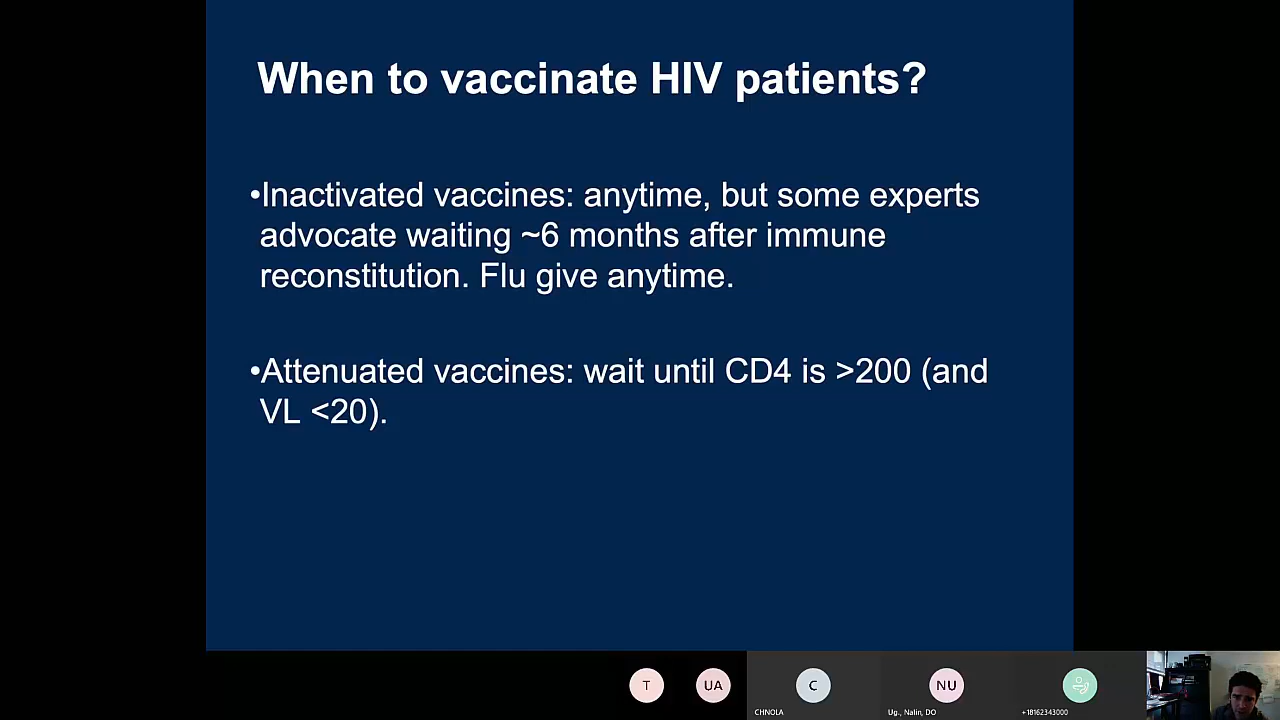 When to vaccinate HIV patients?
•Inactivated vaccines: anytime, but some experts
advocate waiting ~6 months after immune
reconstitution. Flu give anytime.
•Attenuated vaccines: wait until CD4 is >200 (and
VL <20).
T
UA
C
NU
CHNOLA
Ug., Nalin, DO
+18162343000